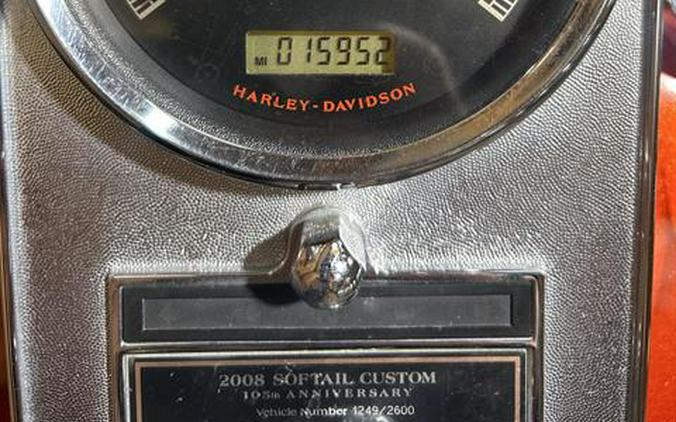 MI 015952
HARLEY-DAVIDSON
2008 SOFTAIL CUSTOM
105th ANNIVERSARY
Vehicle Number 1249/2600